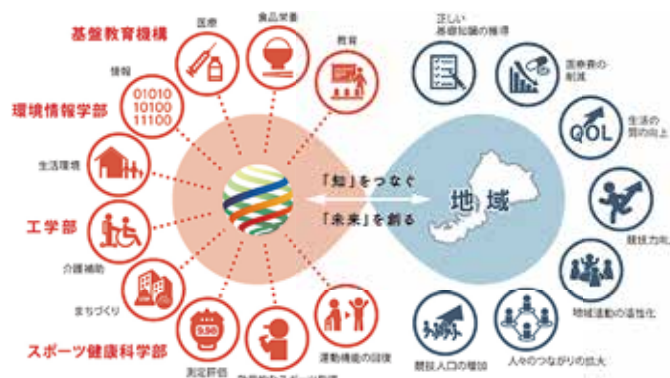 基盤教育機構
医療
食品栄養
教育
情報
01010
10100
11100
環境情報学部
生活環境
工学部
介護補助
まちづくり
スポーツ健康科学部
9.98
測定評価
運動機能の回復
「知」をつなぐ
「未来」を創る
地域
正しい
基礎知識の獲得
医療費の
削減
QOL
生活の
質の向上
競技力向上
地域活動の活性化
人々のつながりの拡大
競技人口の増加